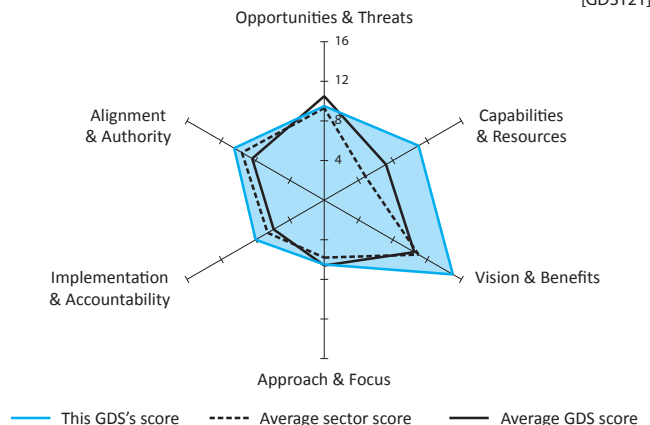 [GDS121]
Opportunities & Threats
16
12
8
4
Alignment
& Authority
Capabilities
& Resources
Implementation
& Accountability
Vision & Benefits
Approach & Focus
This GDS's score
Average sector score
Average GDS score